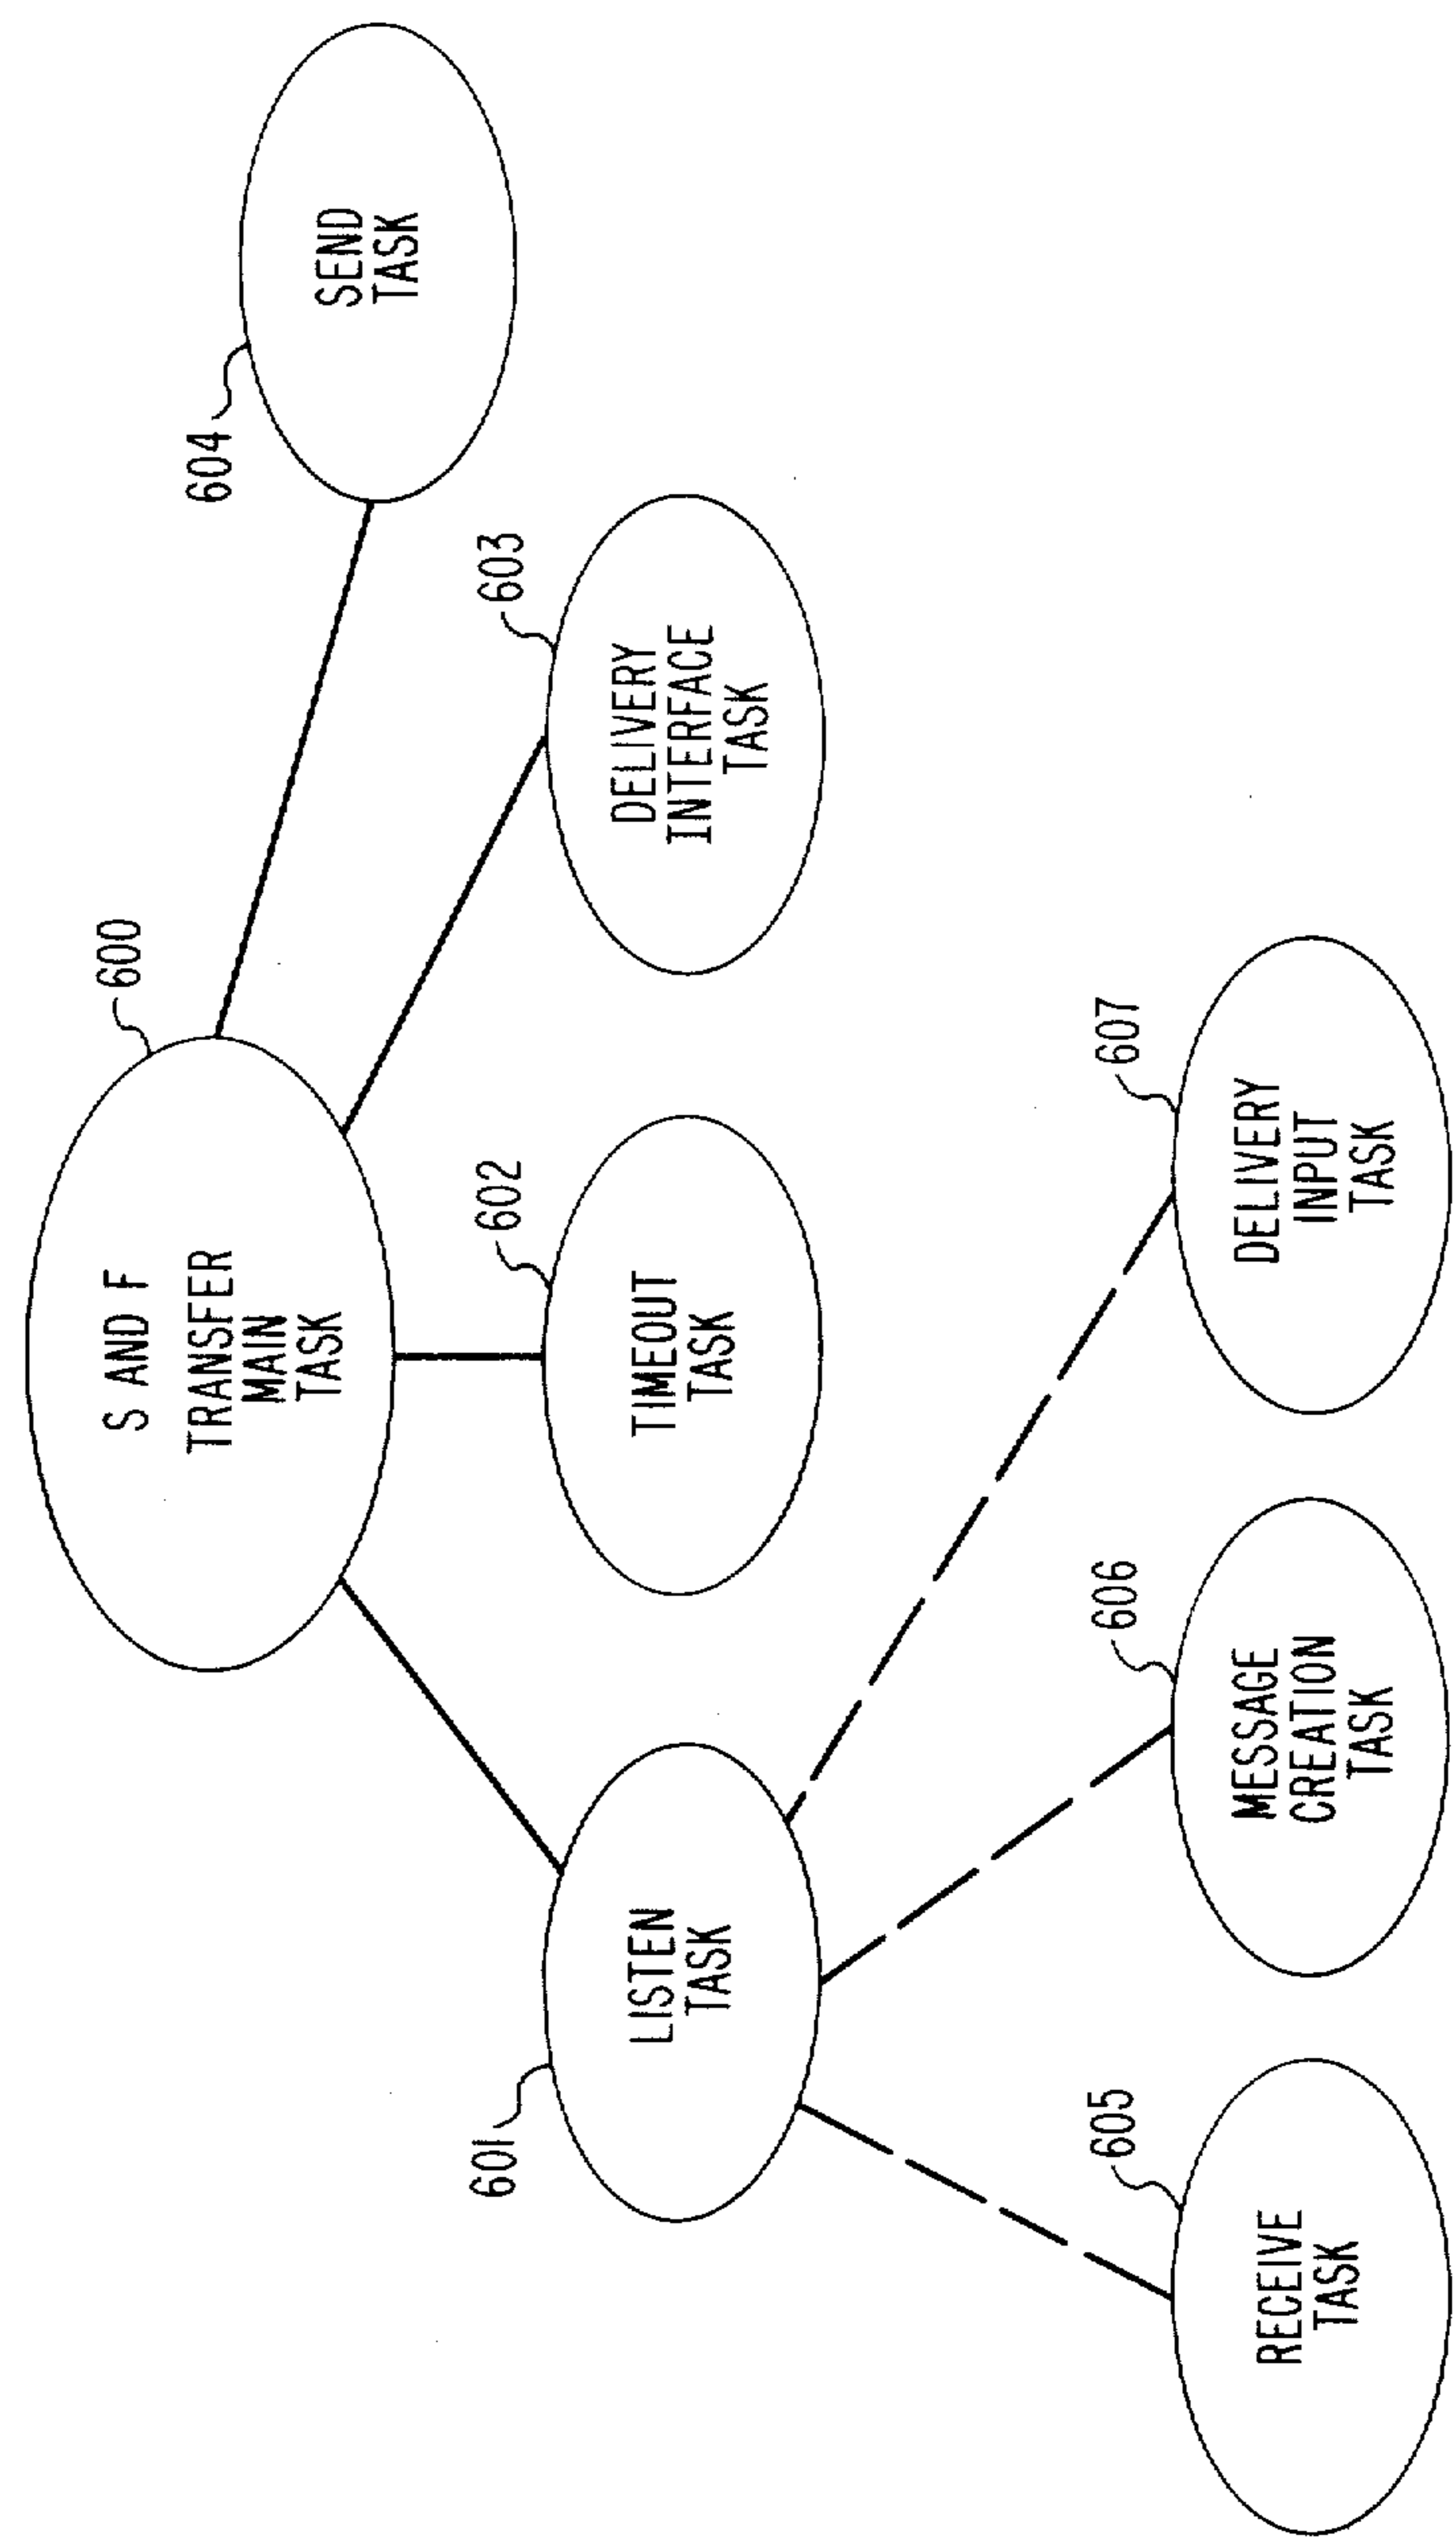 600
S AND F
TRANSFER
MAIN
TASK
601
LISTEN
TASK
602
TIMEOUT
TASK
603
DELIVERY
INTERFACE
TASK
604
SEND
TASK
605
RECEIVE
TASK
606
MESSAGE
CREATION
TASK
607
DELIVERY
INPUT
TASK